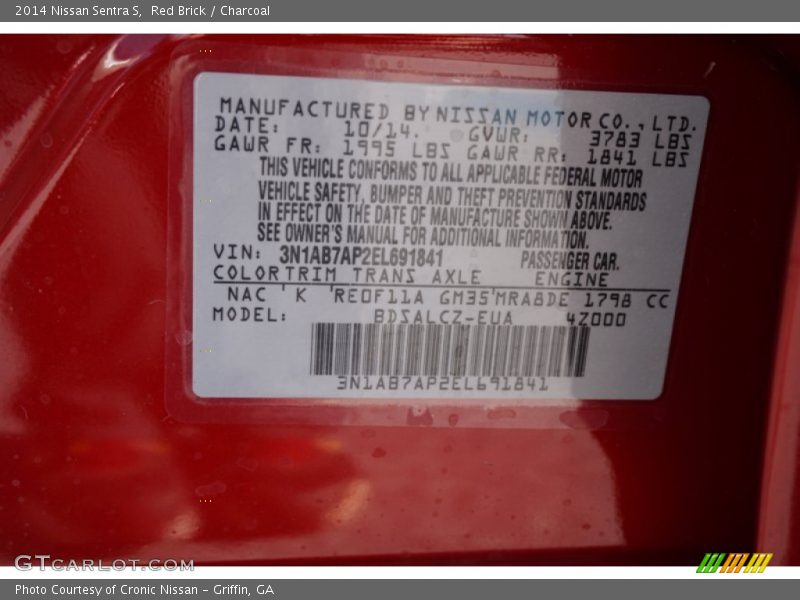 2014 Nissan Sentra S,  Red Brick / Charcoal
MANUFACTURED BY NISSAN MOTOR CO., LTD.
DATE: 10/14. GVWR: 3783 LBS
GAWR FR: 1995 LBS GAWR RR: 1841 LBS
THIS VEHICLE CONFORMS TO ALL APPLICABLE FEDERAL MOTOR
VEHICLE SAFETY, BUMPER AND THEFT PREVENTION STANDARDS
IN EFFECT ON THE DATE OF MANUFACTURE SHOWN ABOVE.
SEE OWNER'S MANUAL FOR ADDITIONAL INFORMATION.
VIN: 3N1AB7AP2EL691841 PASSENGER CAR.
COLOR TRIM TRANS AXLE ENGINE
NAC K RE0F11A GM35 MRA8DE 1798 CC
MODEL: BDSALCZ-EUA 4Z000
3N1AB7AP2EL691841
GTCARLOT.COM
Photo Courtesy of Cronic Nissan – Griffin, GA